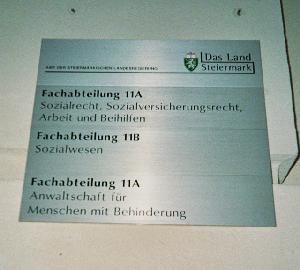 AMT DER STEIERMÄRKISCHEN LANDESREGIERUNG
Das Land
Steiermark
Fachabteilung 11A
Sozialrecht, Sozialversicherungsrecht,
Arbeit und Beihilfen
Fachabteilung 11B
Sozialwesen
Fachabteilung 11A
Anwaltschaft für
Menschen mit Behinderung